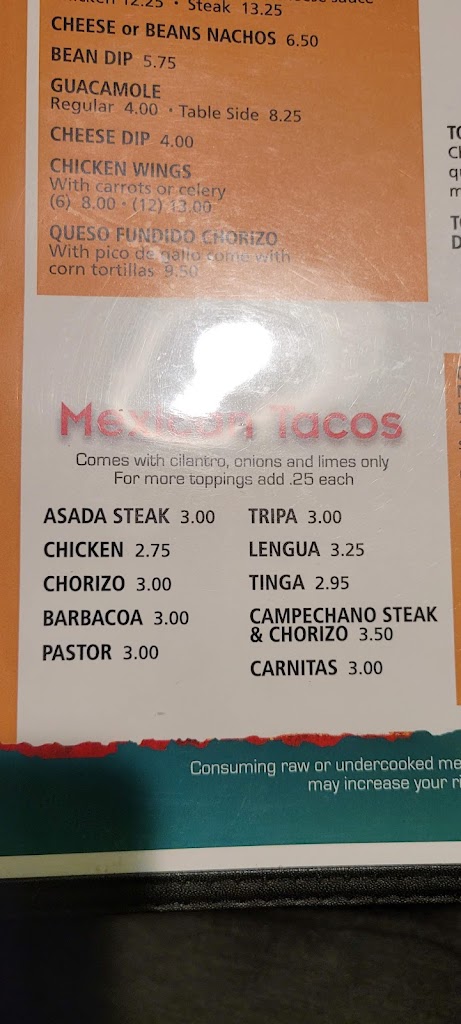 12.25 • Steak 13.25
CHEESE or BEANS NACHOS 6.50
BEAN DIP 5.75
GUACAMOLE
Regular 4.00 • Table Side 8.25
CHEESE DIP 4.00
CHICKEN WINGS
With carrots or celery
(6) 8.00 • (12) 13.00
QUESO FUNDIDO CHORIZO
With pico de gallo come with
corn tortillas 9.50
Mexican Tacos
Comes with cilantro, onions and limes only
For more toppings add .25 each
ASADA STEAK 3.00
CHICKEN 2.75
CHORIZO 3.00
BARBACOA 3.00
PASTOR 3.00
TRIPA 3.00
LENGUA 3.25
TINGA 2.95
CAMPECHANO STEAK
& CHORIZO 3.50
CARNITAS 3.00
Consuming raw or undercooked me
may increase your ri